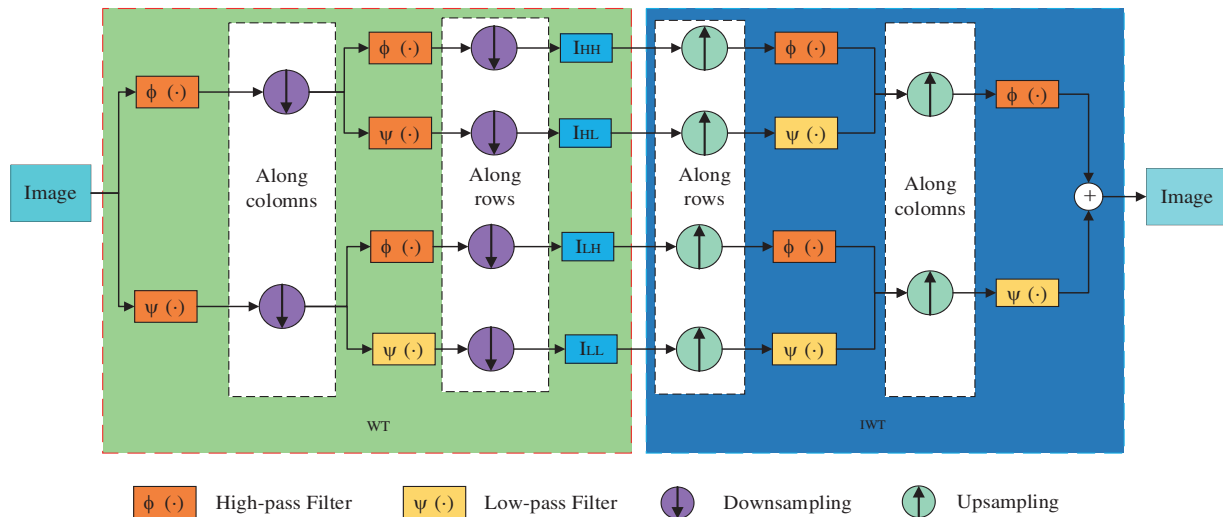 Image
ϕ (·)
ψ (·)
Along
colomns
ϕ (·)
ψ (·)
ϕ (·)
ψ (·)
Along
rows
IHH
IHL
ILH
ILL
WT
Along
rows
ϕ (·)
ψ (·)
ϕ (·)
ψ (·)
Along
colomns
ϕ (·)
ψ (·)
+
IWT
Image
ϕ (·) High-pass Filter ψ (·) Low-pass Filter Downsampling Upsampling